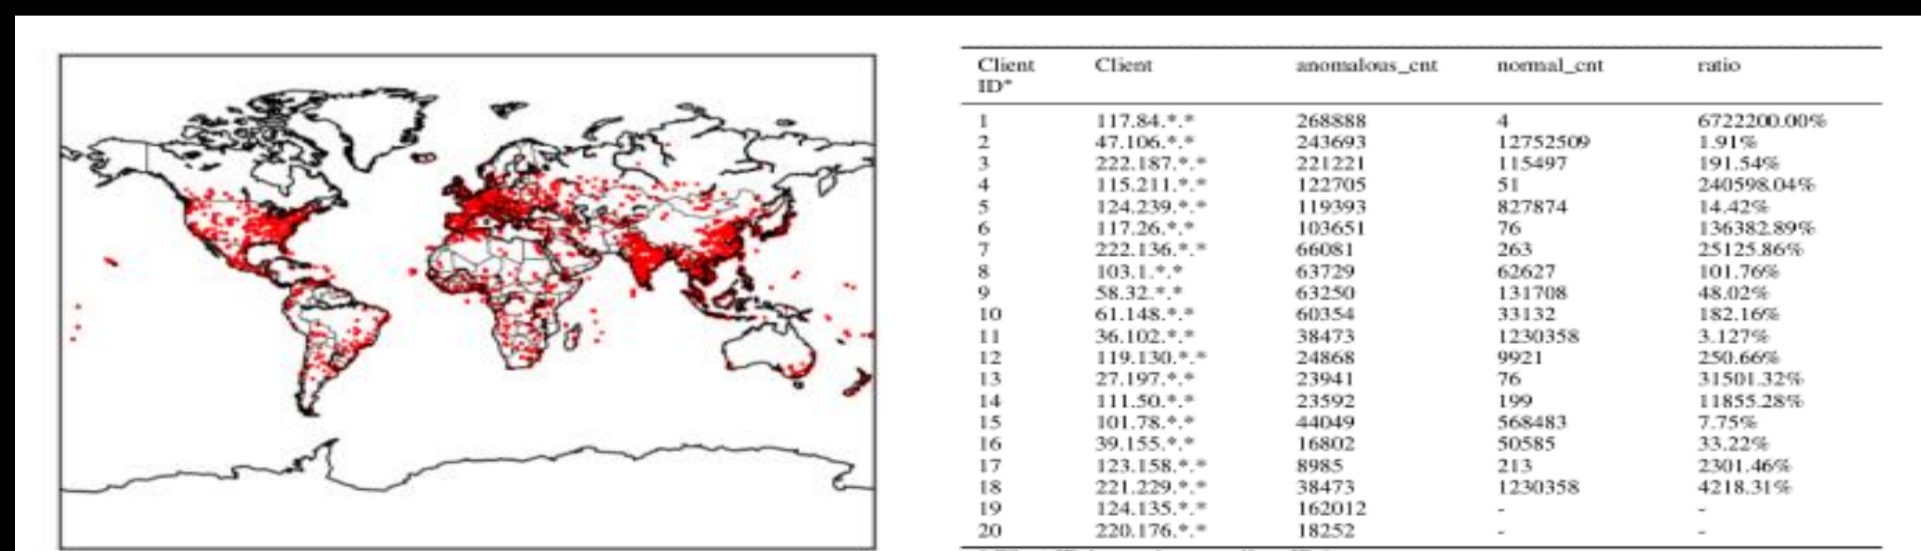 Client Client anomalous_cnt normal_cnt ratio
ID*
1 117.84.*.* 268888 4 6722200.00%
2 47.106.*.* 243693 12752509 1.91%
3 222.187.*.* 221221 115497 191.54%
4 115.211.*.* 122705 51 240598.04%
5 124.239.*.* 119393 827874 14.42%
6 117.26.*.* 103651 76 136382.89%
7 222.136.*.* 66081 263 25125.86%
8 103.1.*.* 63729 62627 101.76%
9 58.32.*.* 63250 131708 48.02%
10 61.148.*.* 60354 33132 182.16%
11 36.102.*.* 38473 1230358 3.127%
12 119.130.*.* 24868 9921 250.66%
13 27.197.*.* 23941 76 31501.32%
14 111.50.*.* 23592 199 11855.28%
15 101.78.*.* 44049 568483 7.75%
16 39.155.*.* 16802 50585 33.22%
17 123.158.*.* 8985 213 2301.46%
18 221.229.*.* 38473 1230358 4218.31%
19 124.135.*.* 162012 - -
20 220.176.*.* 18252 - -